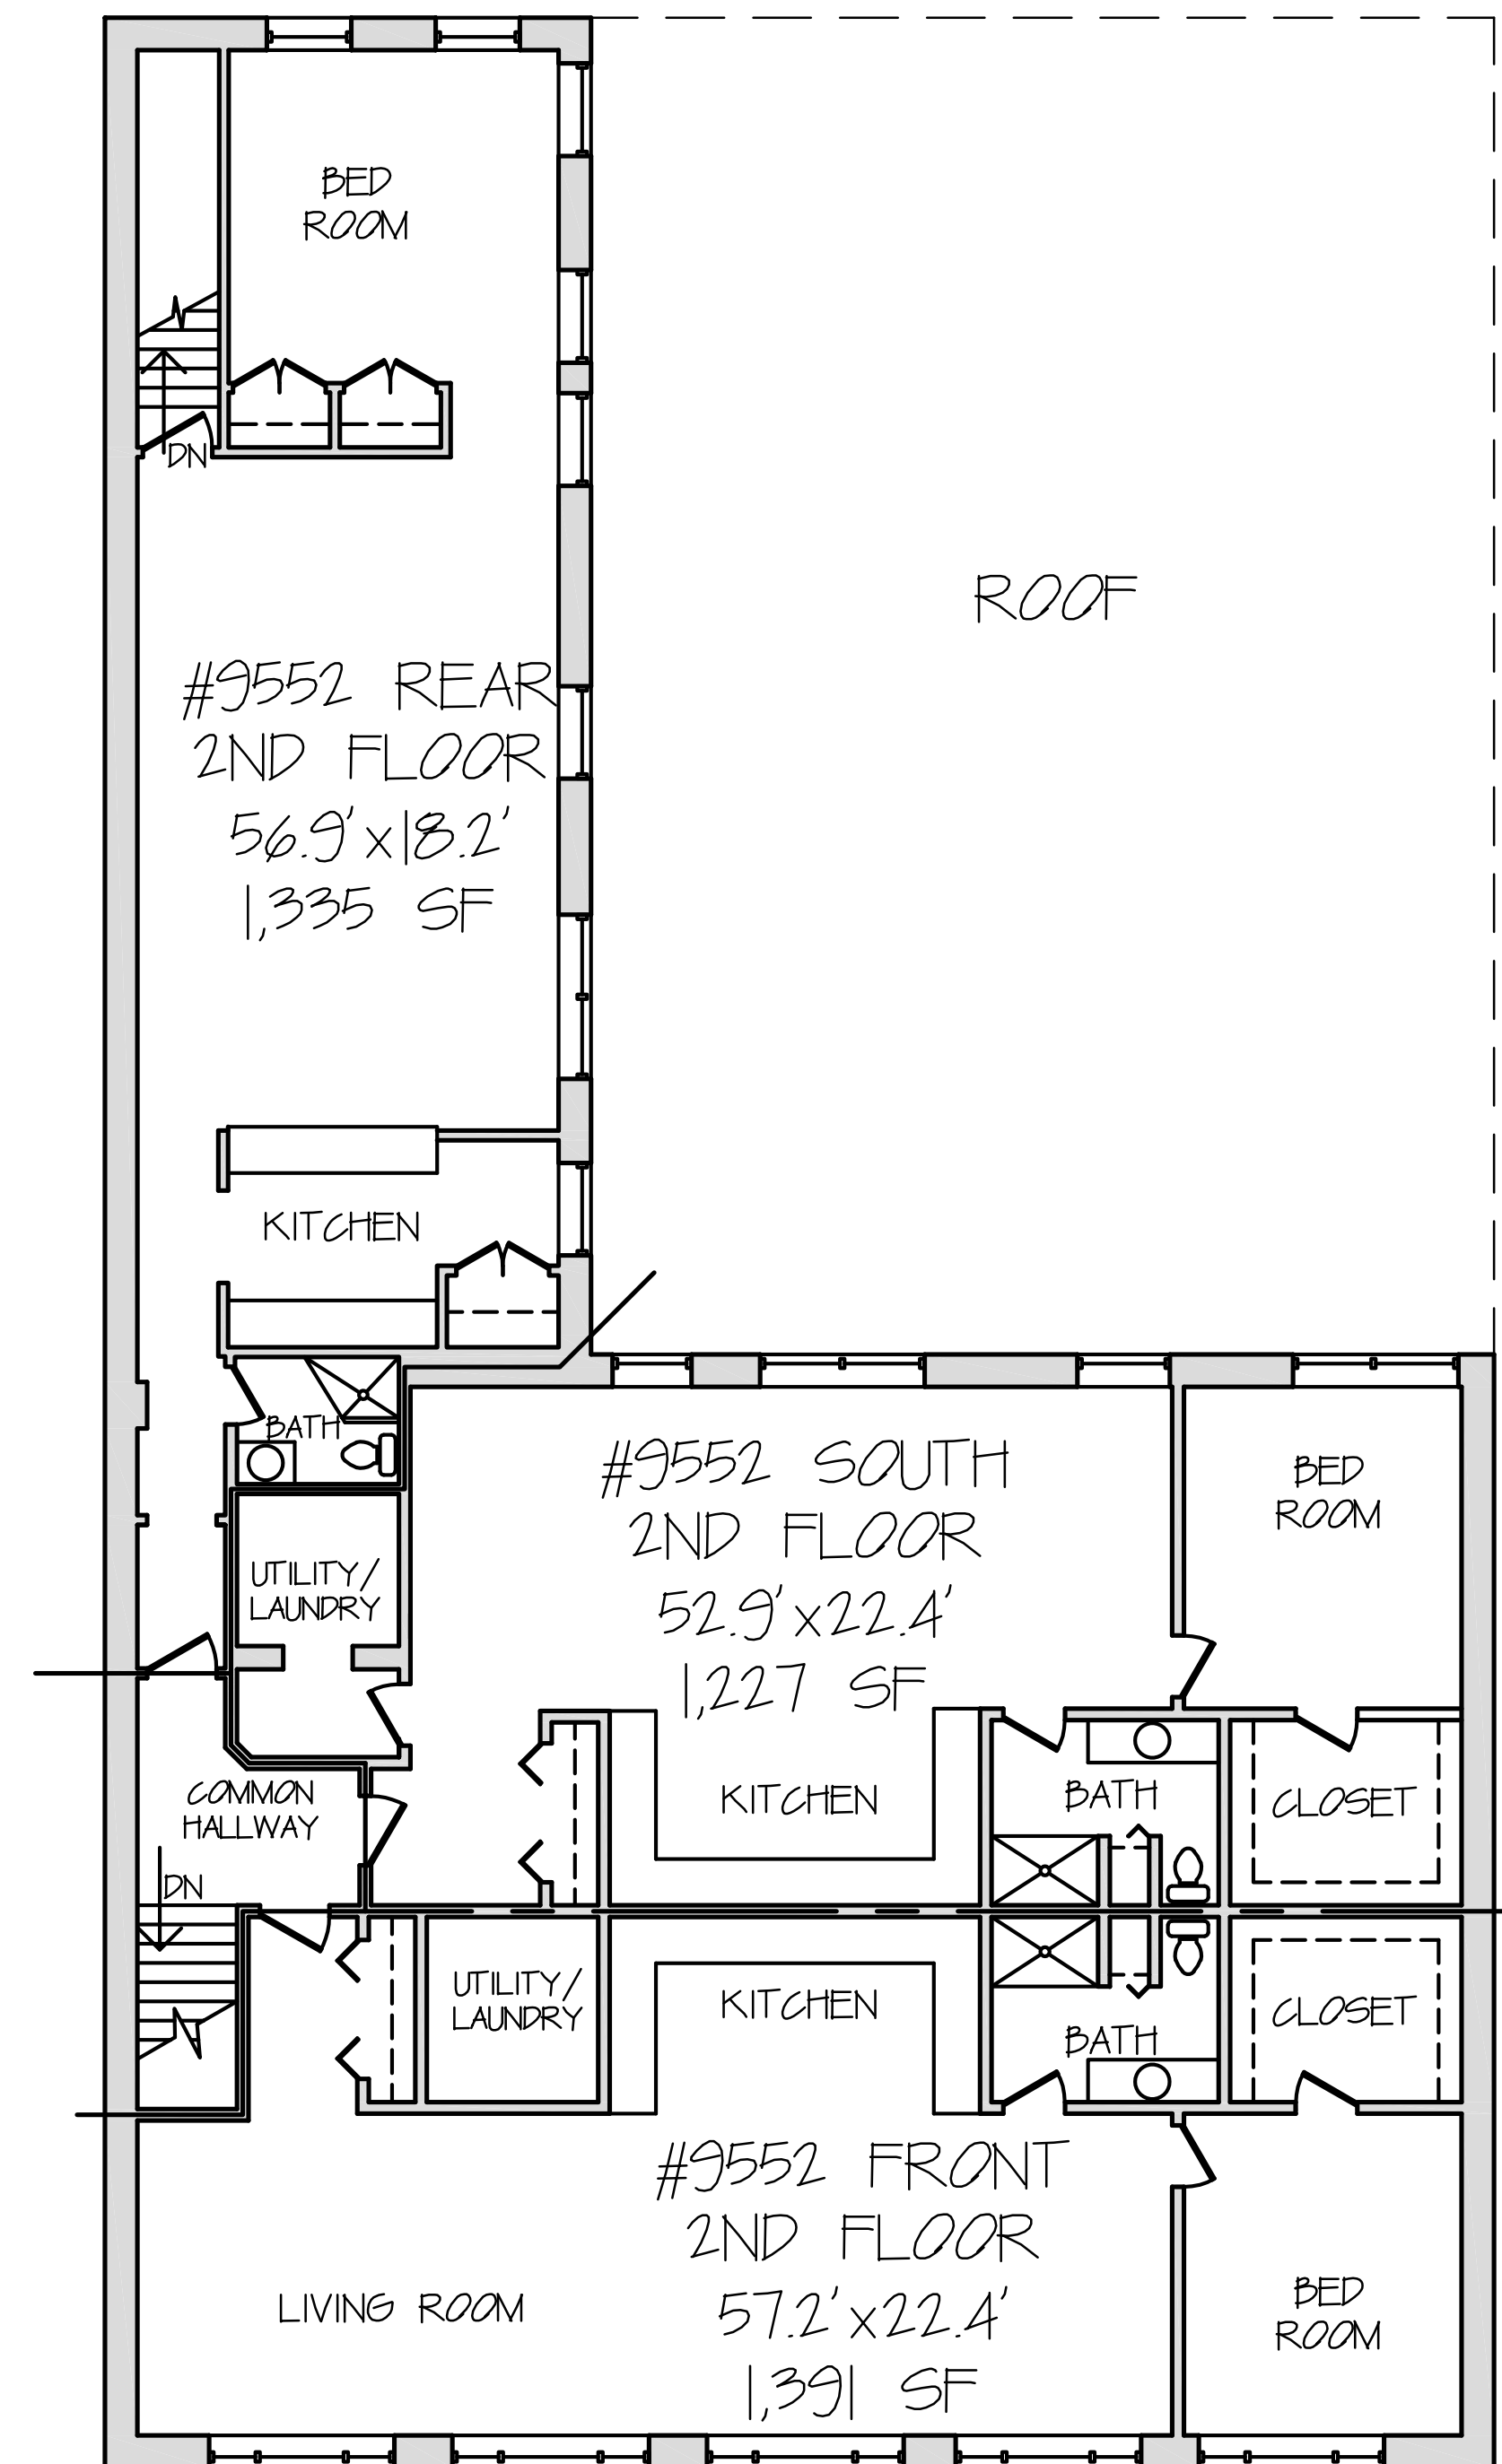 BED
ROOM
DN
ROOF
#9552 REAR
2ND FLOOR
56.9'x18.2'
1,335 SF
KITCHEN
BATH
#9552 SOUTH
2ND FLOOR
52.9'x22.4'
1,227 SF
BED
ROOM
UTILITY/
LAUNDRY
COMMON
HALLWAY
DN
KITCHEN
BATH
CLOSET
UTILITY/
LAUNDRY
KITCHEN
BATH
CLOSET
#9552 FRONT
2ND FLOOR
57.2'x22.4'
1,391 SF
LIVING ROOM
BED
ROOM